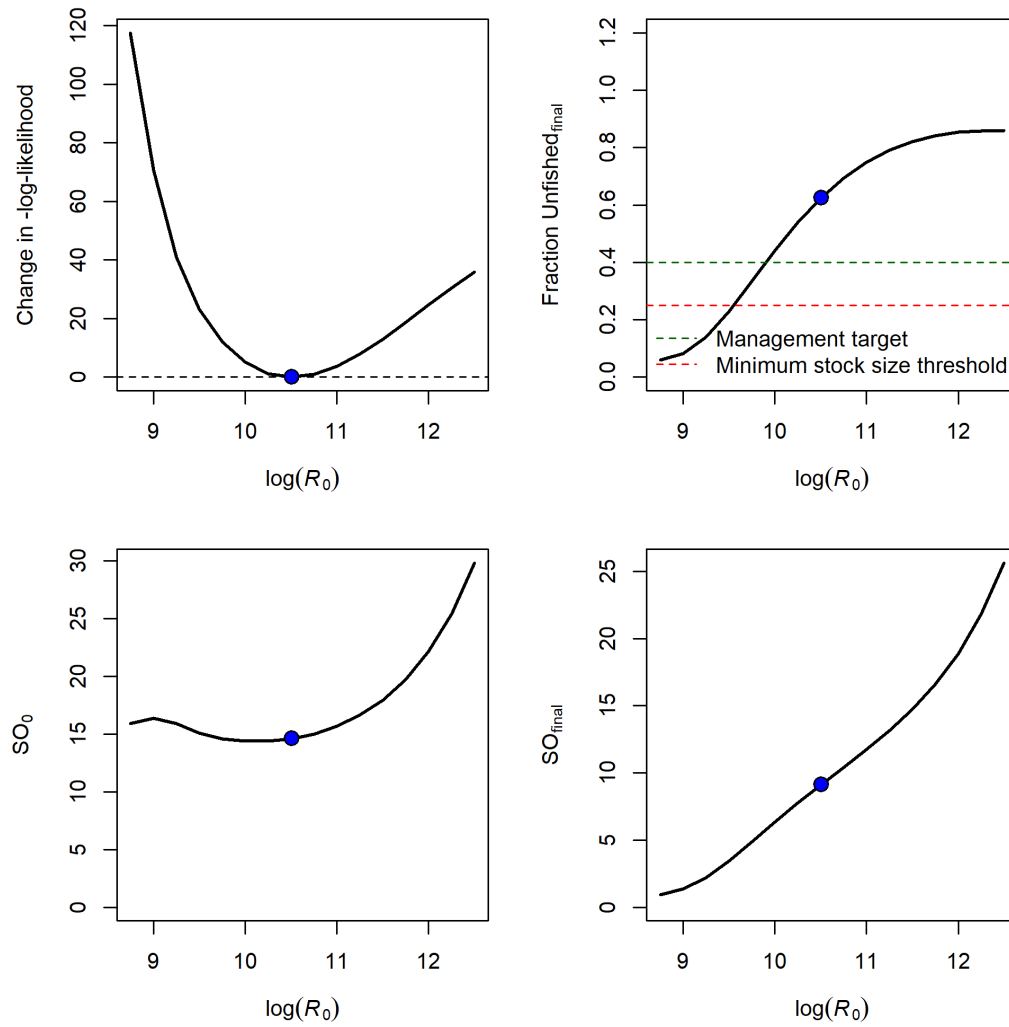 Change in -log-likelihood
0 20 40 60 80 100 120
9 10 11 12
log(R0)
Fraction Unfishedfinal
0.0 0.2 0.4 0.6 0.8 1.0 1.2
Management target
Minimum stock size threshold
9 10 11 12
log(R0)
SO0
0 5 10 15 20 25 30
9 10 11 12
log(R0)
SOfinal
0 5 10 15 20 25
9 10 11 12
log(R0)